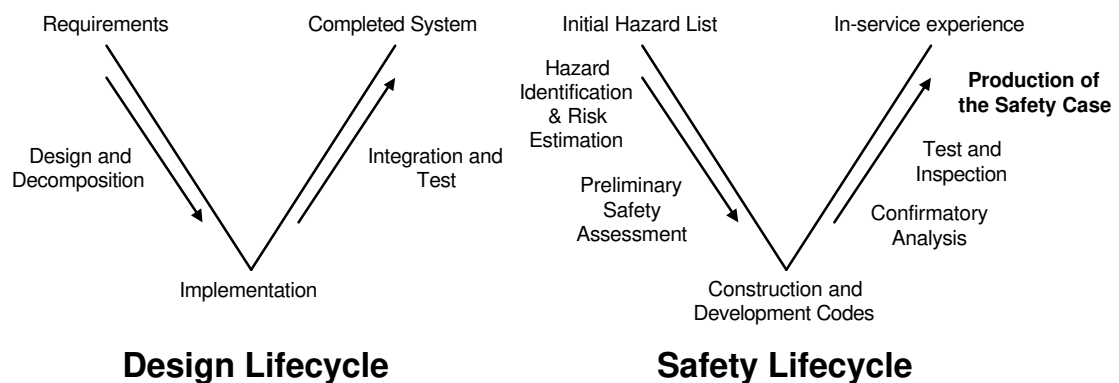 Requirements
Completed System
Design and
Decomposition
Integration and
Test
Implementation
Design Lifecycle
Initial Hazard List
In-service experience
Hazard
Identification
& Risk
Estimation
Production of
the Safety Case
Preliminary
Safety
Assessment
Test and
Inspection
Confirmatory
Analysis
Construction and
Development Codes
Safety Lifecycle